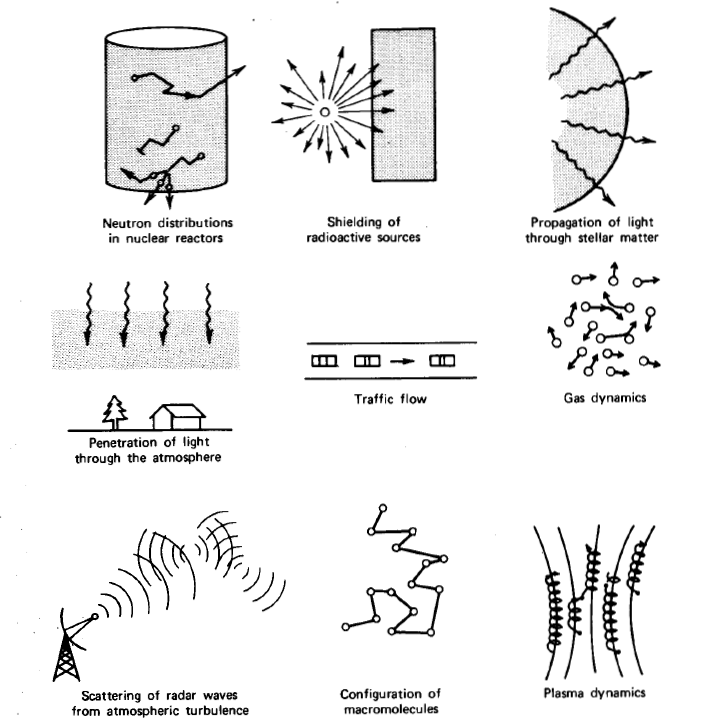 Neutron distributions
in nuclear reactors
Shielding of
radioactive sources
Propagation of light
through stellar matter
Penetration of light
through the atmosphere
Traffic flow
Gas dynamics
Scattering of radar waves
from atmospheric turbulence
Configuration of
macromolecules
Plasma dynamics